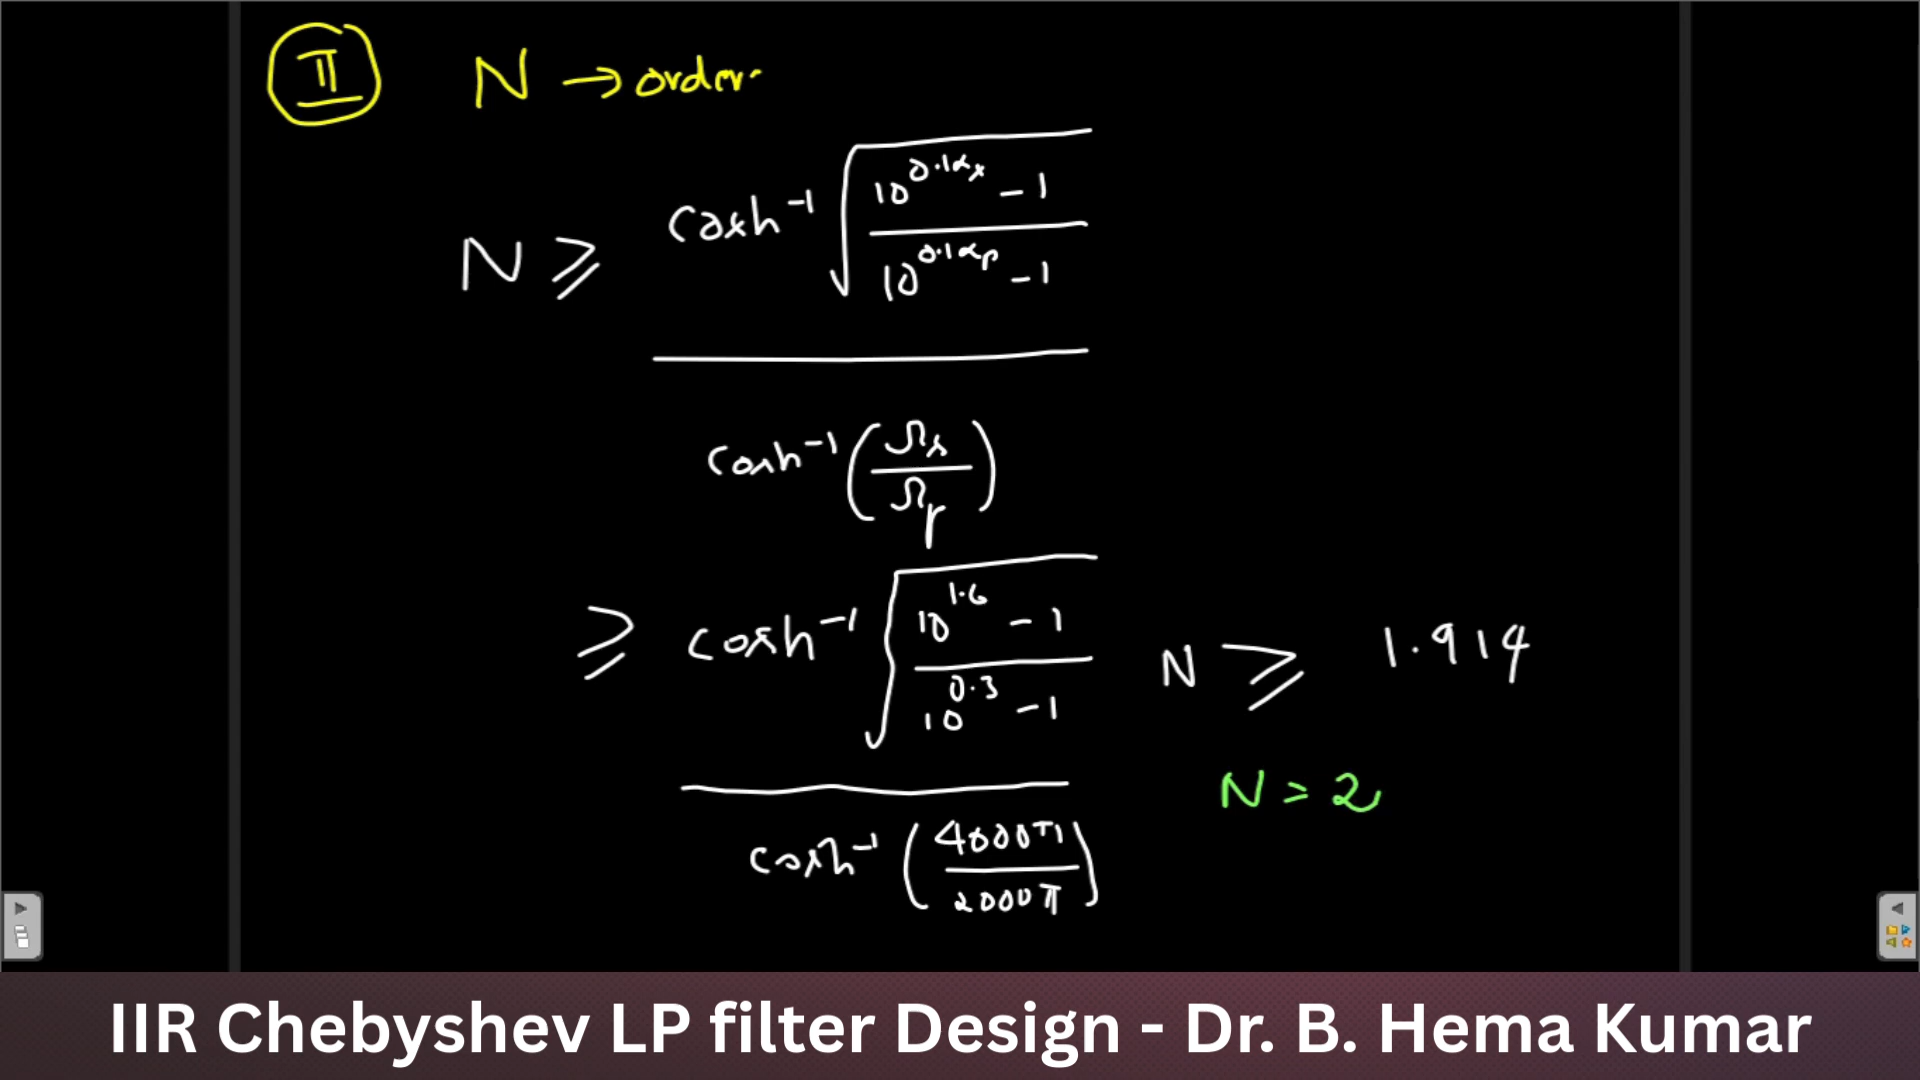 II N → order
N ≥ cosh⁻¹ √((10^(0.1αs) − 1) / (10^(0.1αp) − 1))
cosh⁻¹ (Ωs / Ωp)
≥ cosh⁻¹ √((10^1.6 − 1) / (10^0.3 − 1)) N ≥ 1.914
N = 2
cosh⁻¹ (4000π / 2000π)
IIR Chebyshev LP filter Design - Dr. B. Hema Kumar